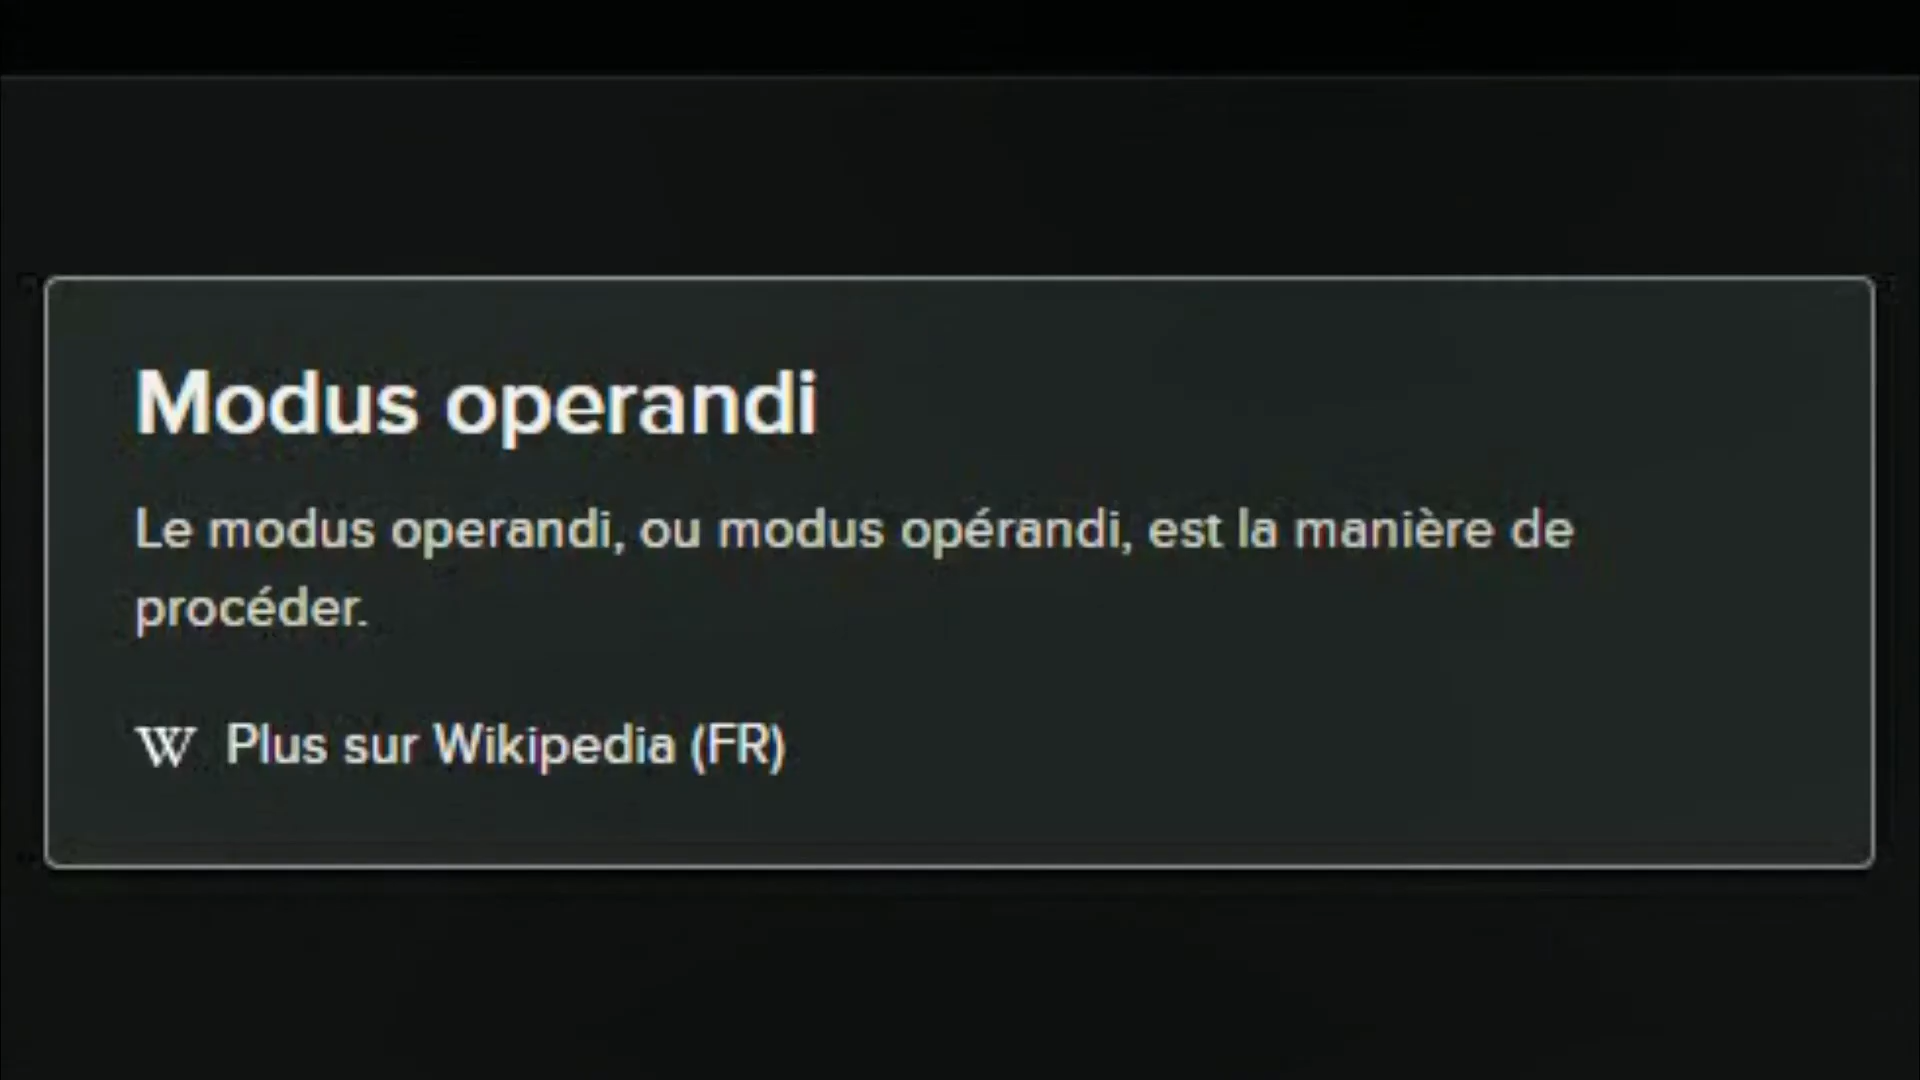 Modus operandi
Le modus operandi, ou modus opérandi, est la manière de
procéder.
W Plus sur Wikipedia (FR)